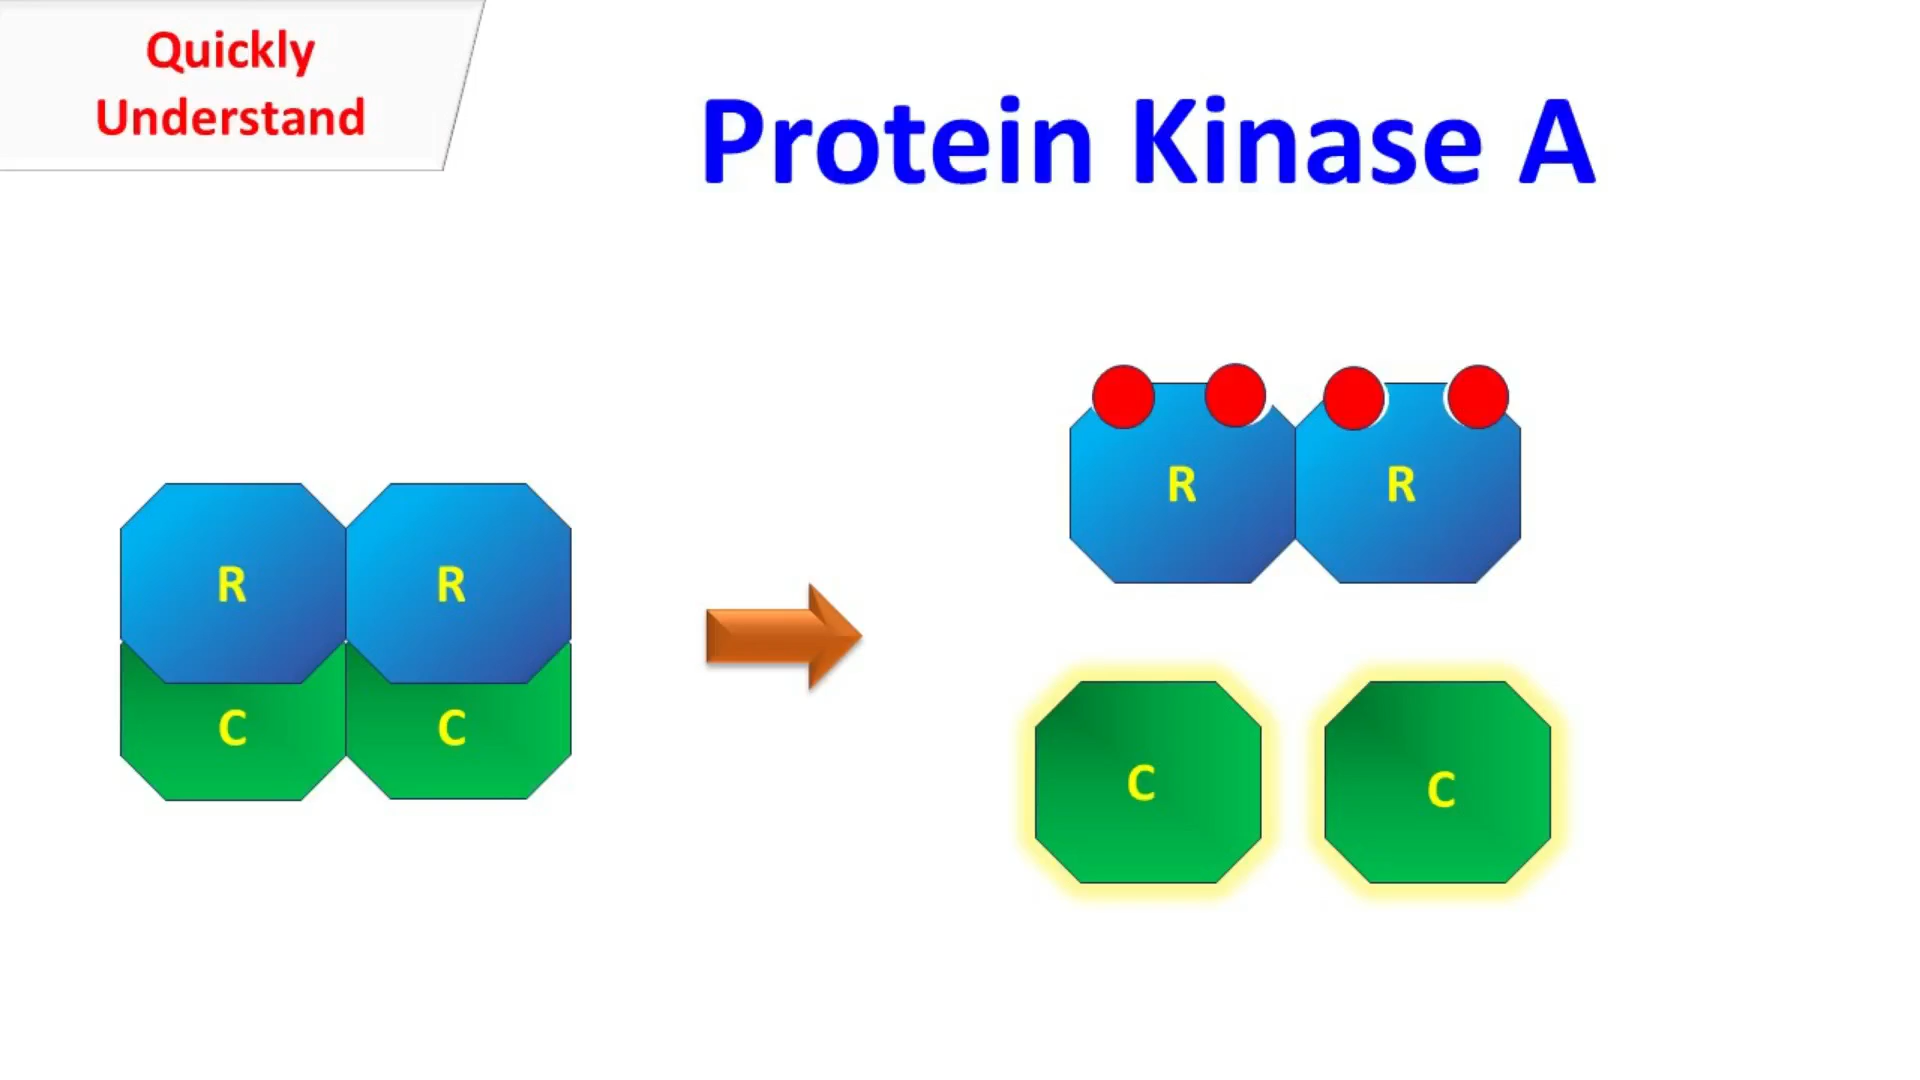 Quickly
Understand
Protein Kinase A
R R
C C
R R
C C